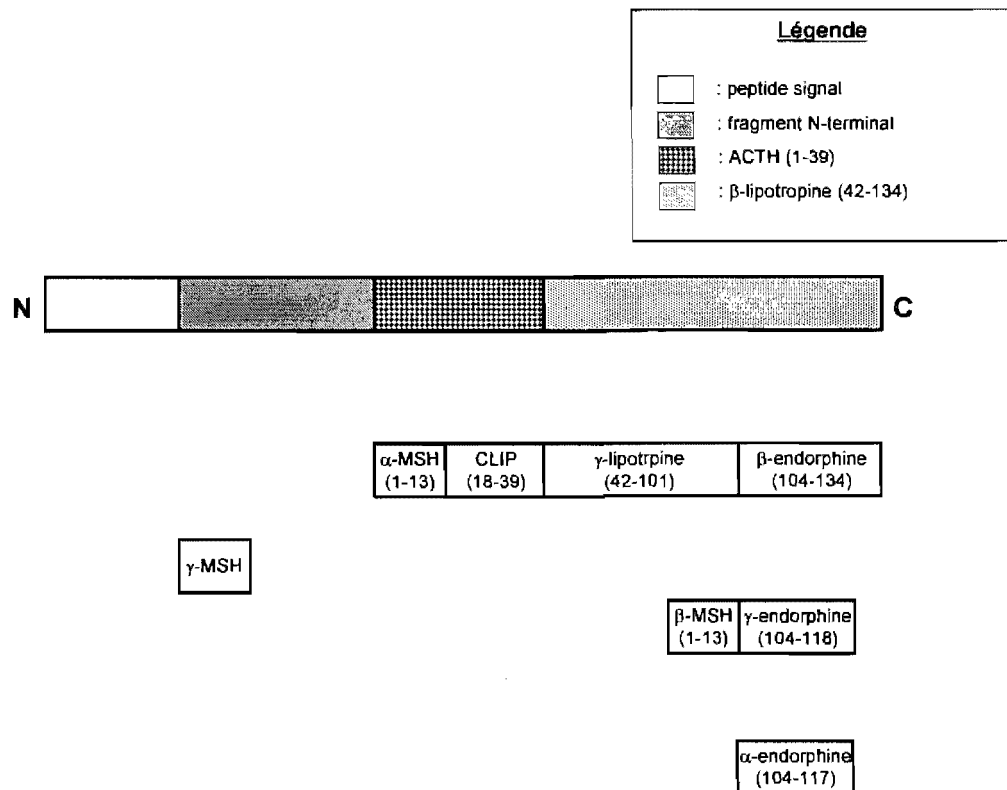 Légende
: peptide signal
: fragment N-terminal
: ACTH (1-39)
: β-lipotropine (42-134)
N
C
α-MSH
(1-13)
CLIP
(18-39)
γ-lipotrpine
(42-101)
β-endorphine
(104-134)
γ-MSH
β-MSH
(1-13)
γ-endorphine
(104-118)
α-endorphine
(104-117)